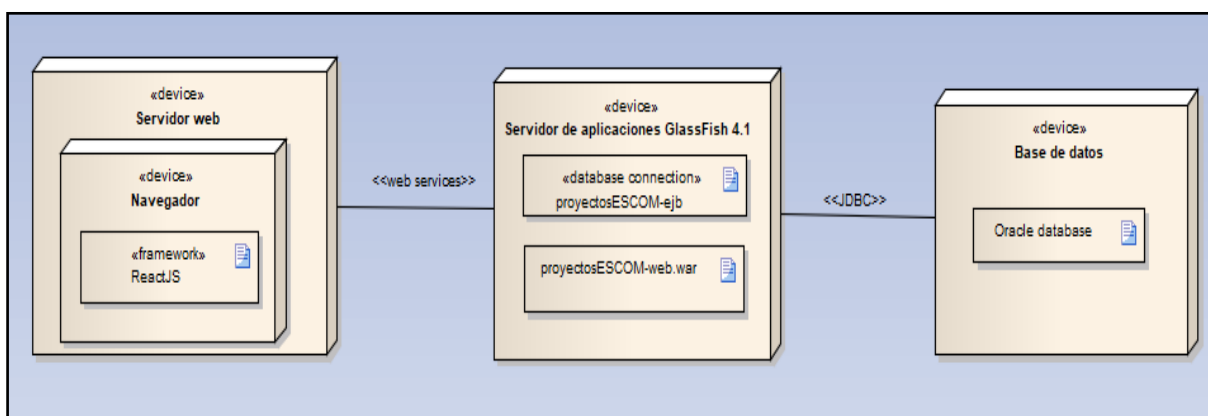 «device»
Servidor web
«device»
Navegador
«framework»
ReactJS
<<web services>>
«device»
Servidor de aplicaciones GlassFish 4.1
«database connection»
proyectosESCOM-ejb
proyectosESCOM-web.war
<<JDBC>>
«device»
Base de datos
Oracle database